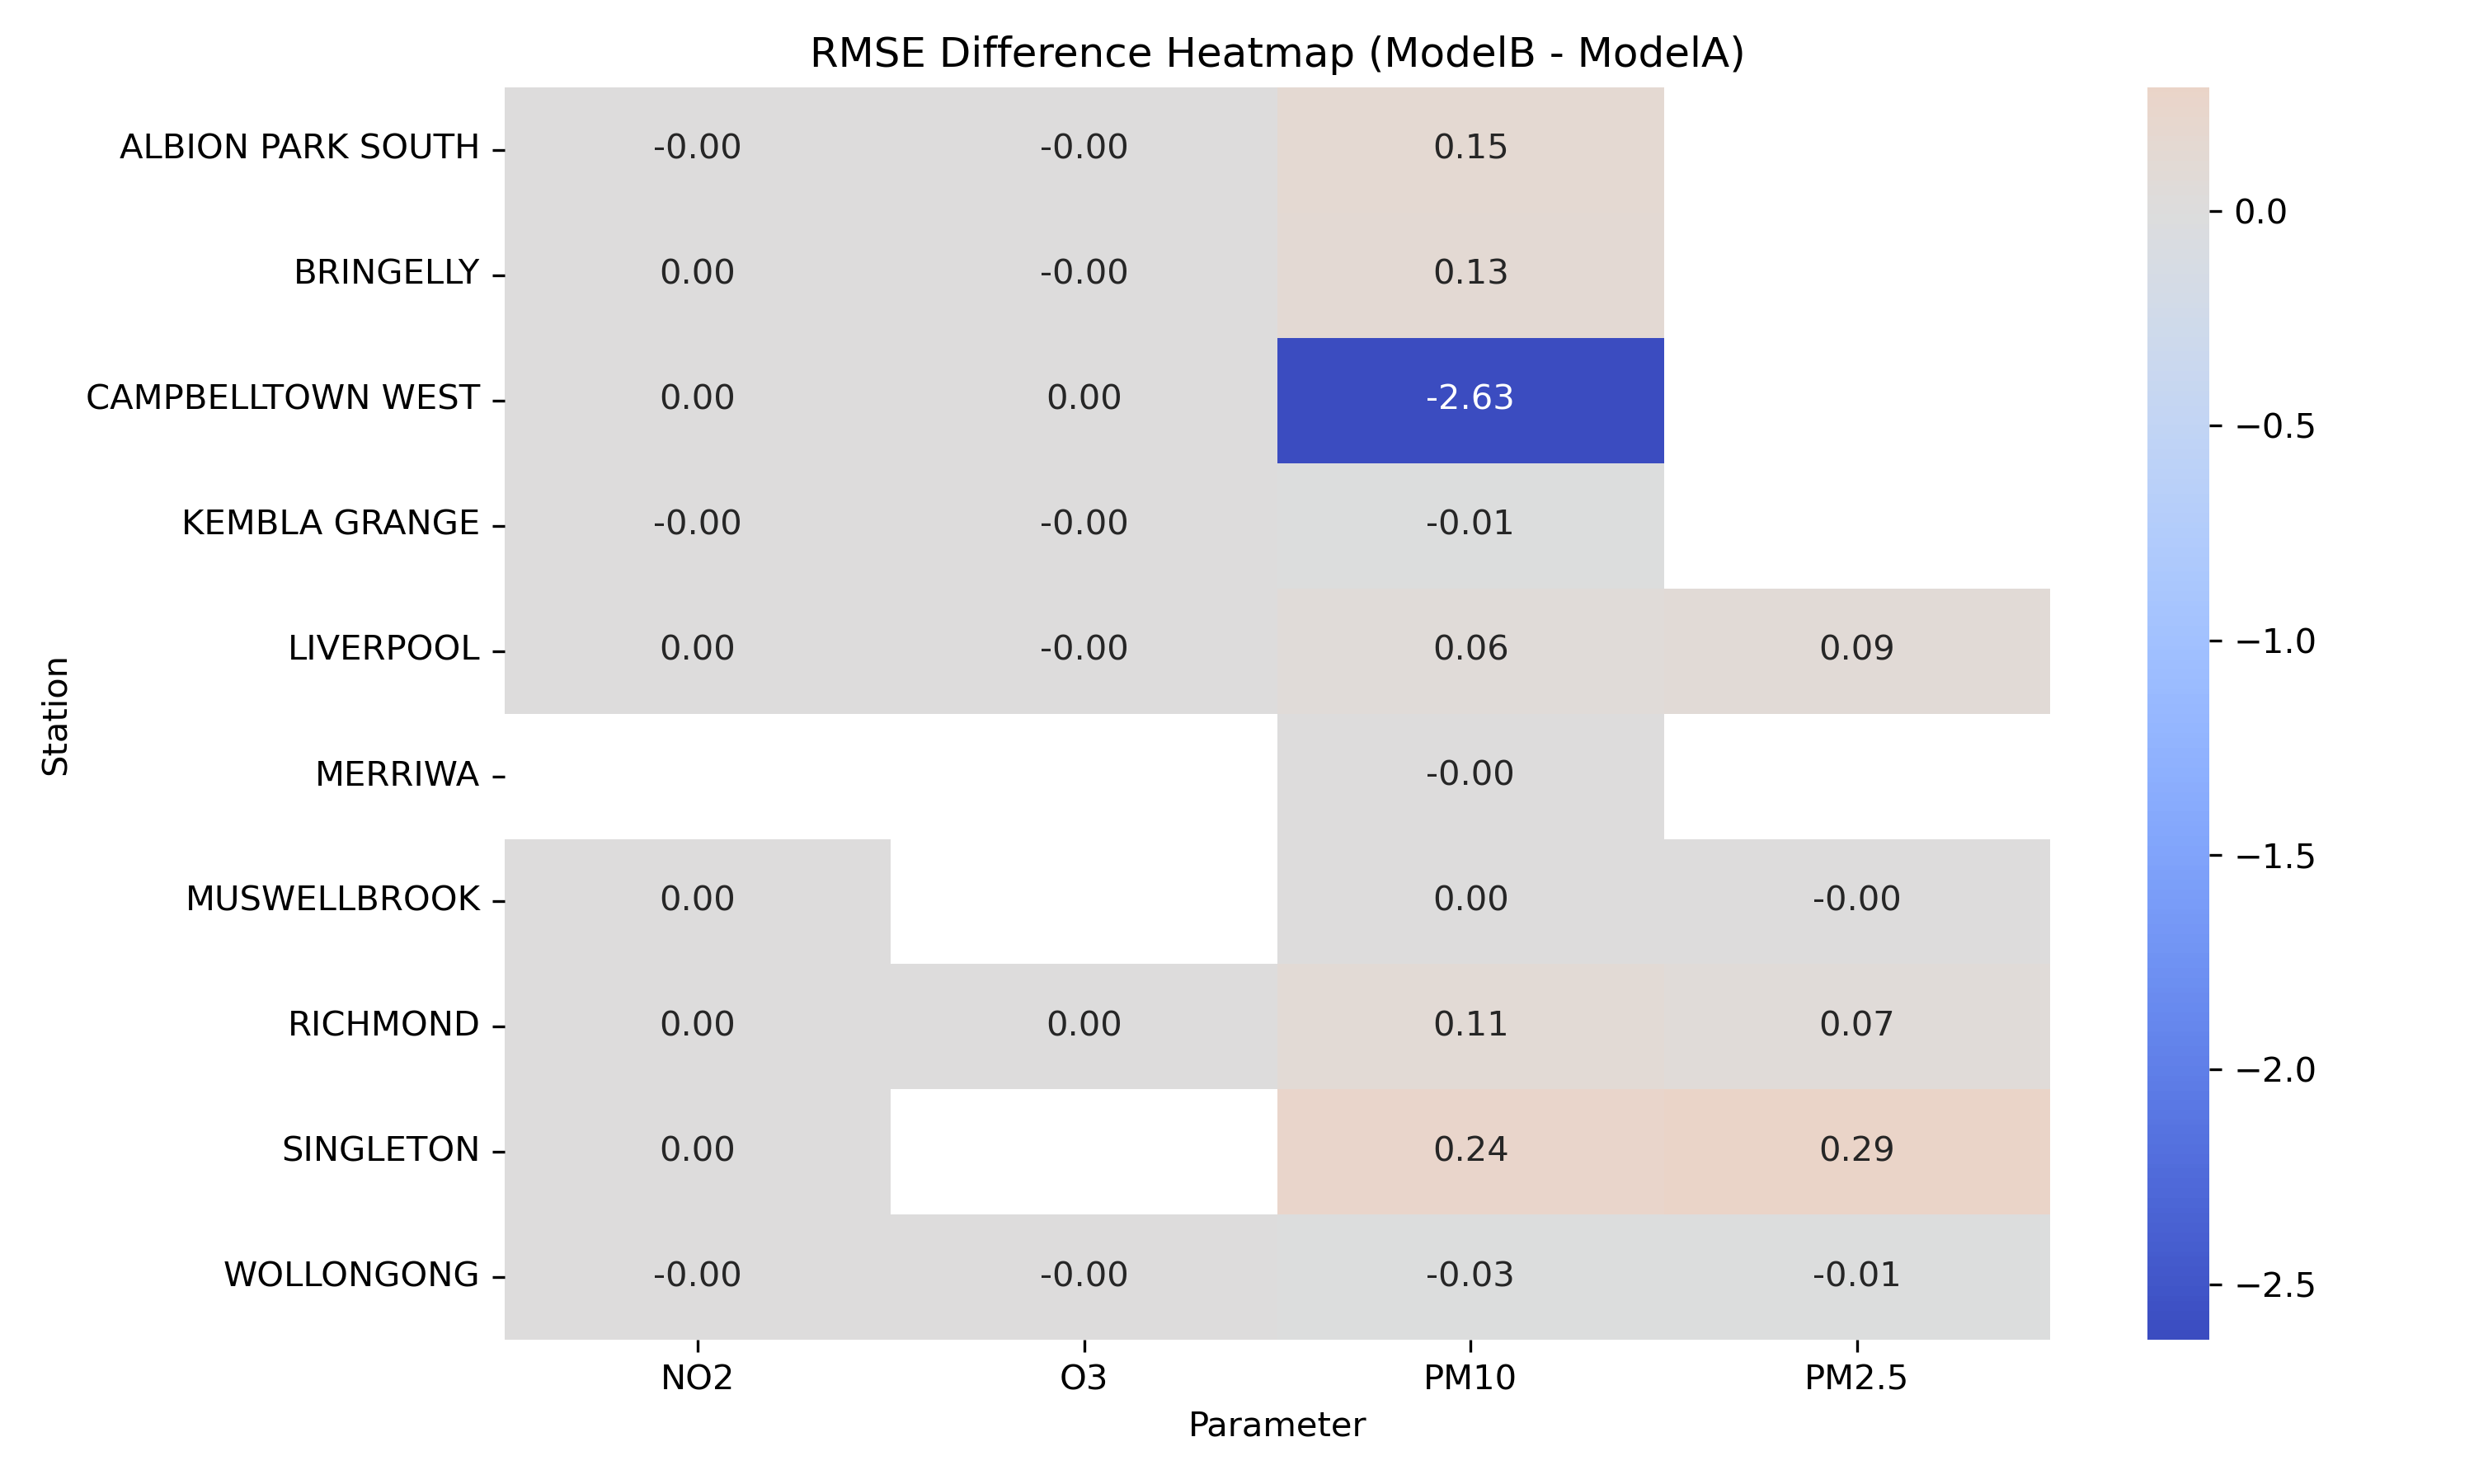 RMSE Difference Heatmap (ModelB - ModelA)
ALBION PARK SOUTH -0.00 -0.00 0.15
BRINGELLY 0.00 -0.00 0.13
CAMPBELLTOWN WEST 0.00 0.00 -2.63
KEMBLA GRANGE -0.00 -0.00 -0.01
LIVERPOOL 0.00 -0.00 0.06 0.09
MERRIWA -0.00
MUSWELLBROOK 0.00 0.00 -0.00
RICHMOND 0.00 0.00 0.11 0.07
SINGLETON 0.00 0.24 0.29
WOLLONGONG -0.00 -0.00 -0.03 -0.01
NO2 O3 PM10 PM2.5
Parameter
Station
0.0
−0.5
−1.0
−1.5
−2.0
−2.5